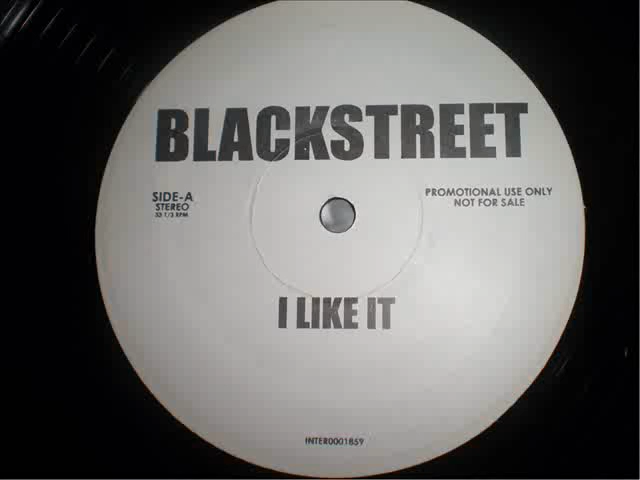 BLACKSTREET
SIDE-A
STEREO
33 1/3 RPM
PROMOTIONAL USE ONLY
NOT FOR SALE
I LIKE IT
INTER0001859